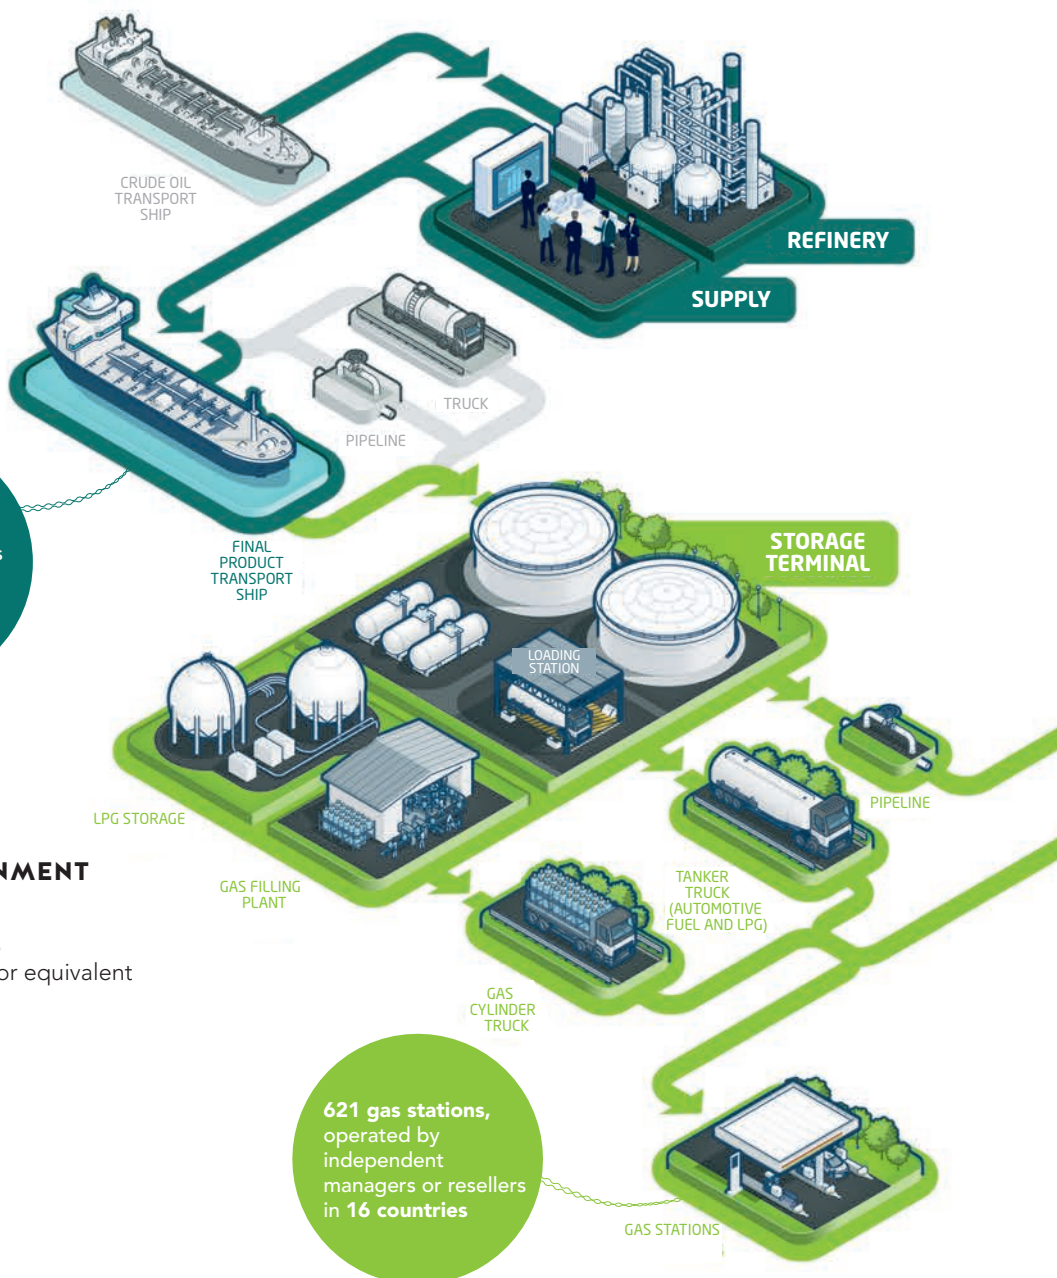 CRUDE OIL
TRANSPORT
SHIP
REFINERY
SUPPLY
TRUCK
PIPELINE
s
FINAL
PRODUCT
TRANSPORT
SHIP
STORAGE
TERMINAL
LOADING
STATION
LPG STORAGE
PIPELINE
NMENT
GAS FILLING
PLANT
TANKER
TRUCK
(AUTOMOTIVE
FUEL AND LPG)
or equivalent
GAS
CYLINDER
TRUCK
621 gas stations,
operated by
independent
managers or resellers
in 16 countries
GAS STATIONS